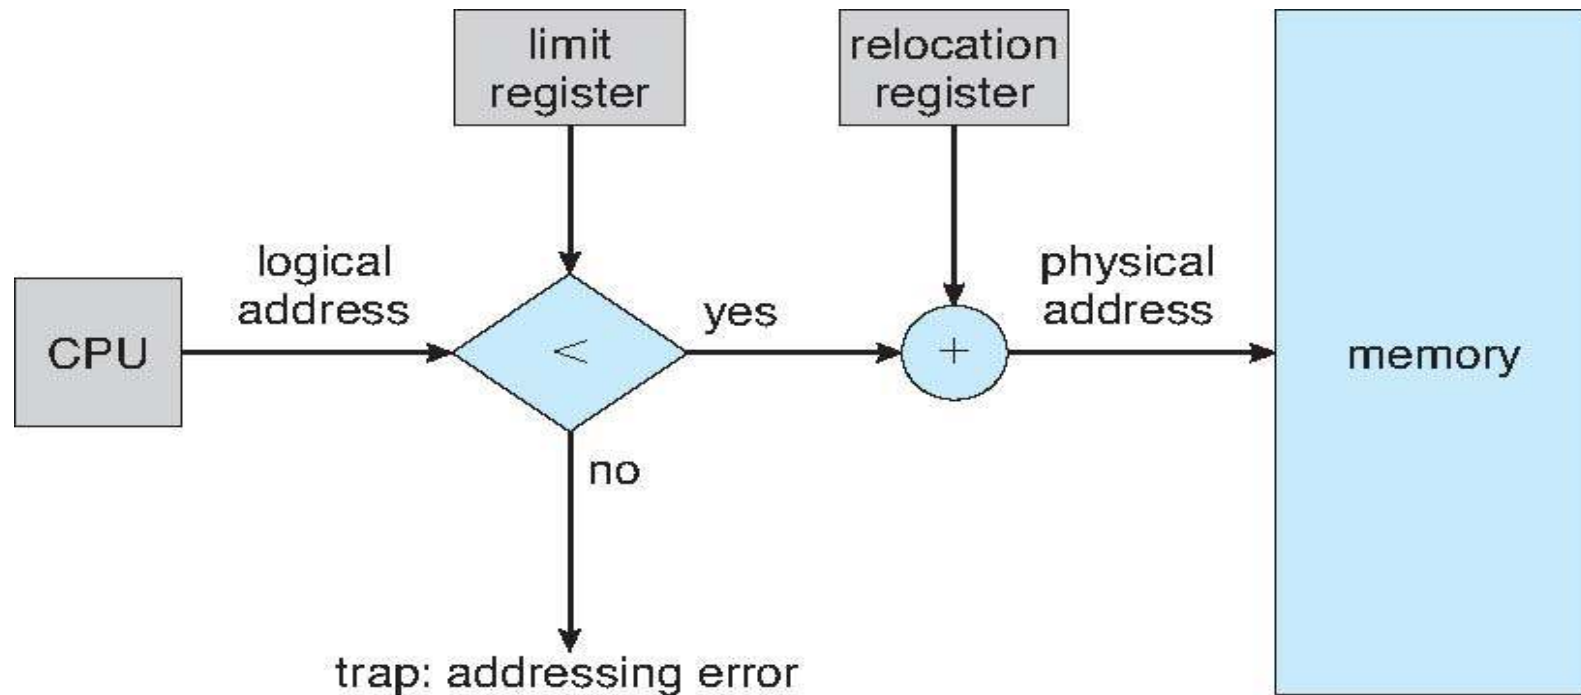 limit
register
relocation
register
logical
address
physical
address
CPU
<
yes
+
memory
no
trap: addressing error